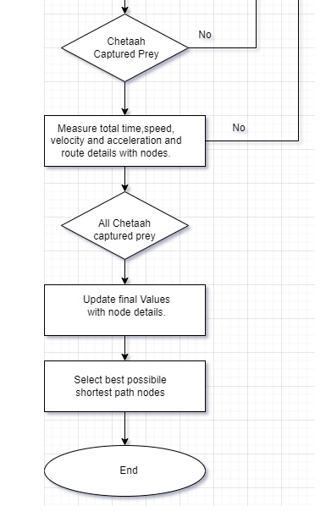 Chetaah
Captured Prey
No
Measure total time,speed,
velocity and acceleration and
route details with nodes.
No
All Chetaah
captured prey
Update final Values
with node details.
Select best possibile
shortest path nodes
End